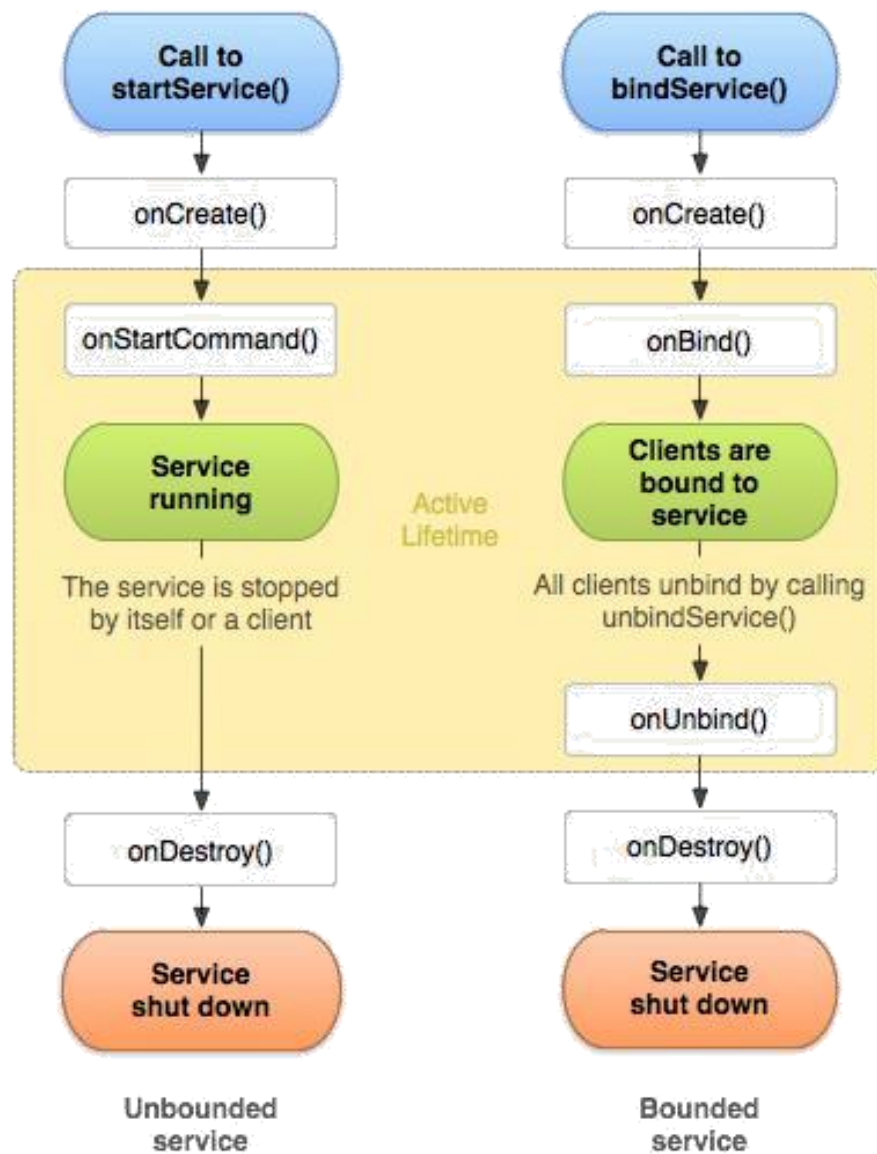 Call to
startService()
onCreate()
onStartCommand()
Service
running
The service is stopped
by itself or a client
onDestroy()
Service
shut down
Unbounded
service
Active
Lifetime
Call to
bindService()
onCreate()
onBind()
Clients are
bound to
service
All clients unbind by calling
unbindService()
onUnbind()
onDestroy()
Service
shut down
Bounded
service